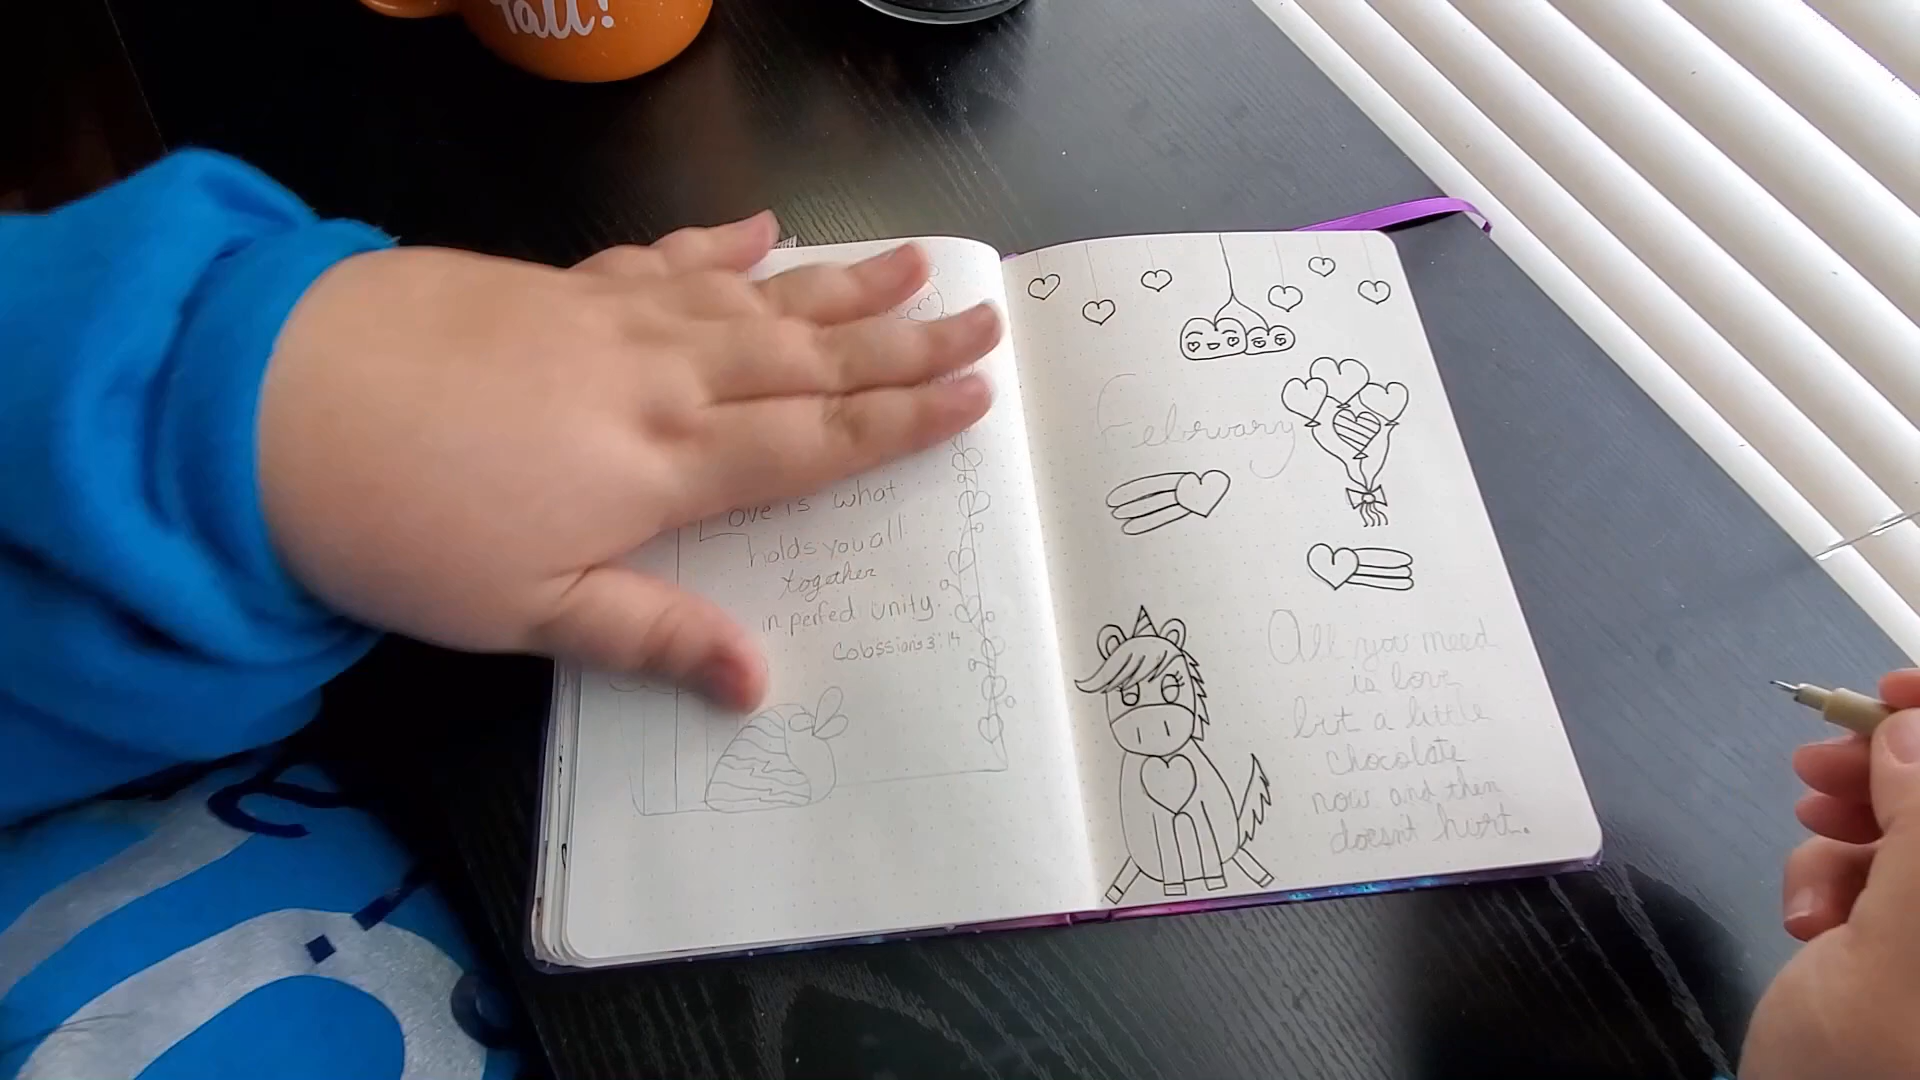 fall!
Love is what
holds you all
together
in perfect unity.
Colossians 3:14
February
All you need
is love
but a little
chocolate
now and then
doesnt hurt.